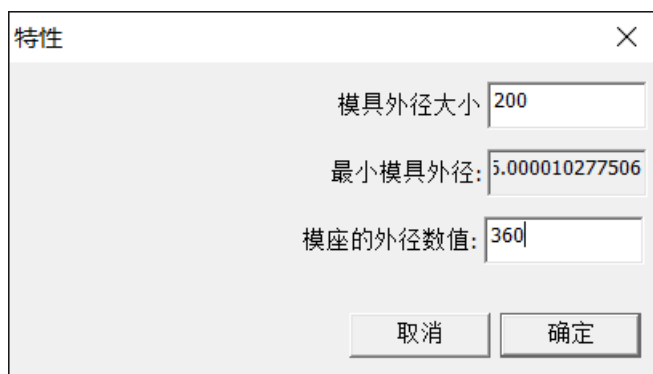 特性
模具外径大小 200
最小模具外径: 5.000010277506
模座的外径数值: 360
取消 确定